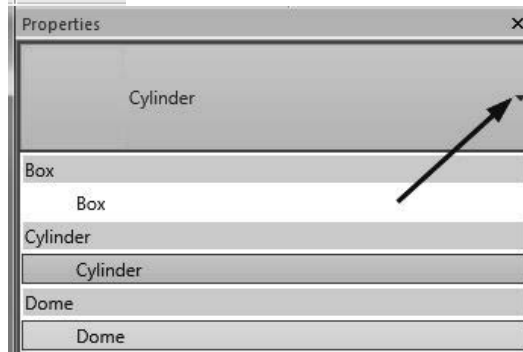 Properties
Cylinder
Box
Box
Cylinder
Cylinder
Dome
Dome